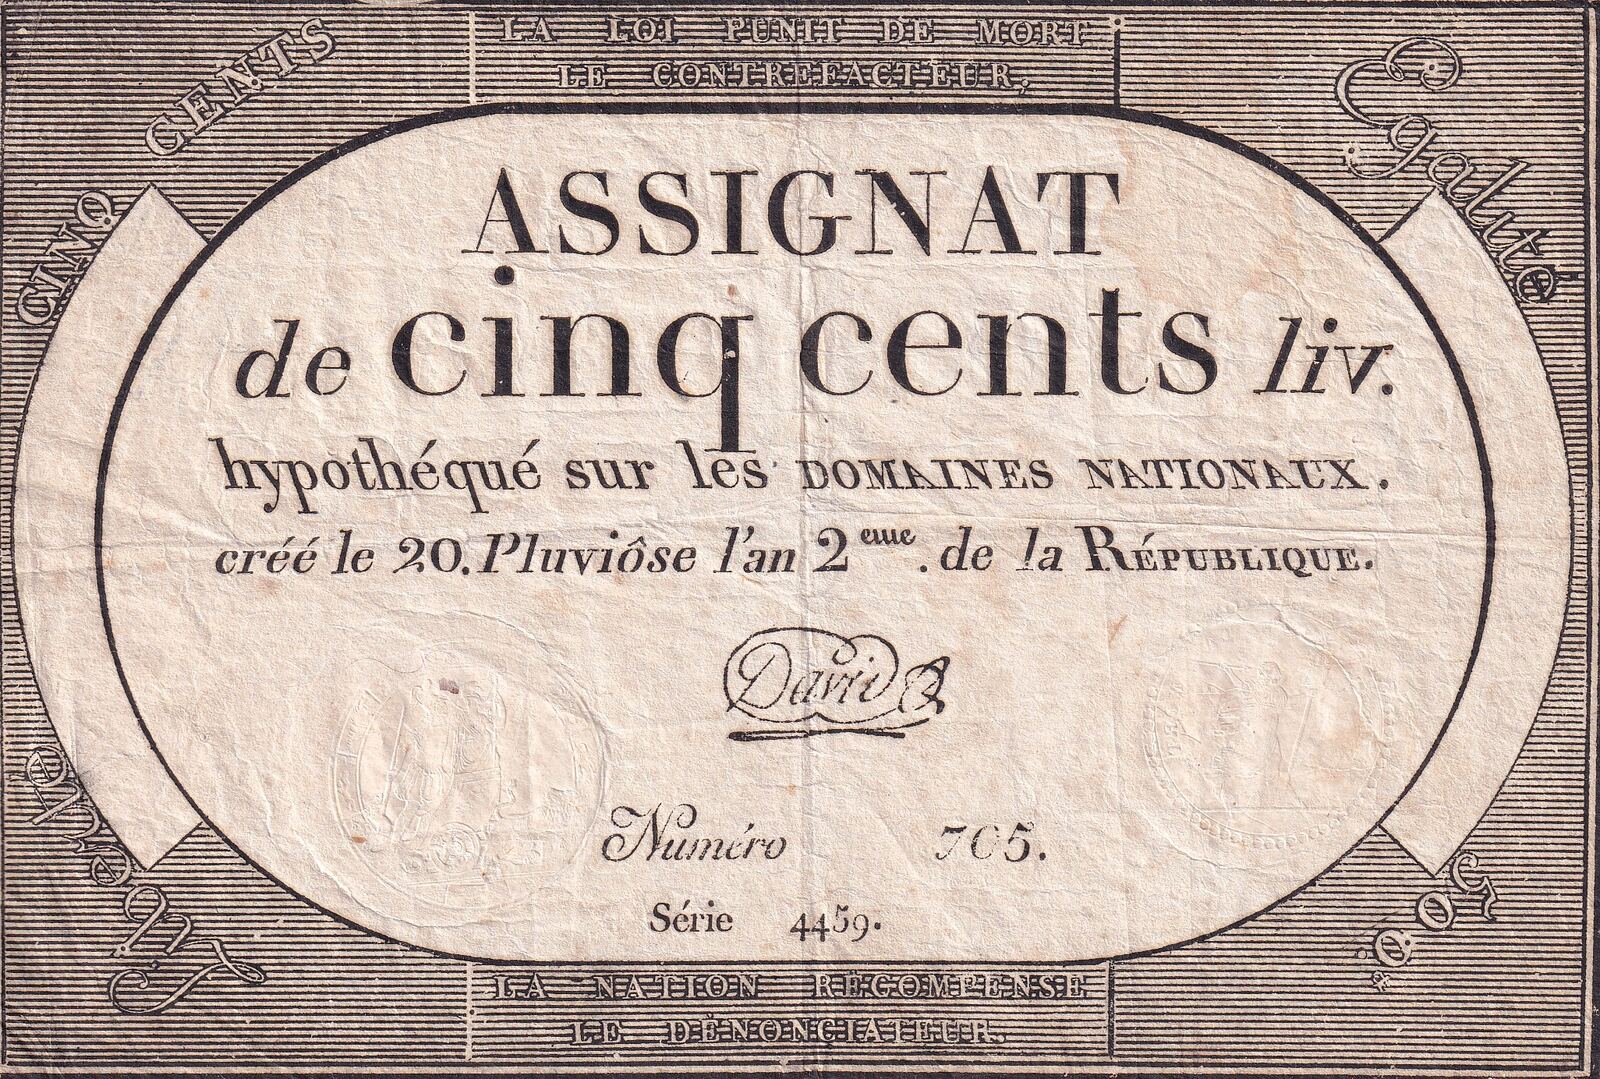 LA LOI PUNIT DE MORT
LE CONTREFACTEUR,
CINQ CENTS
Egalité
ASSIGNAT
de cinq cents liv.
hypothéqué sur les DOMAINES NATIONAUX.
créé le 20. Pluviôse l'an 2eme. de la RÉPUBLIQUE.
Numéro 705.
Série 4459.
Liberté
500.
LA NATION RÉCOMPENSE
LE DÉNONCIATEUR.